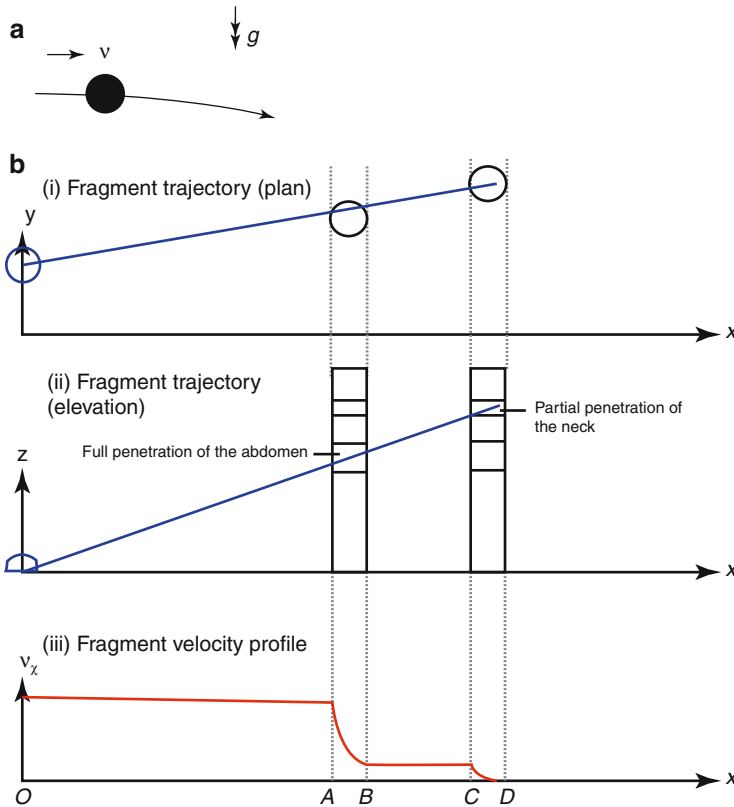 a
ν
g
b
(i) Fragment trajectory (plan)
y
x
(ii) Fragment trajectory
(elevation)
Partial penetration of
the neck
Full penetration of the abdomen
z
x
(iii) Fragment velocity profile
νχ
x
O A B C D